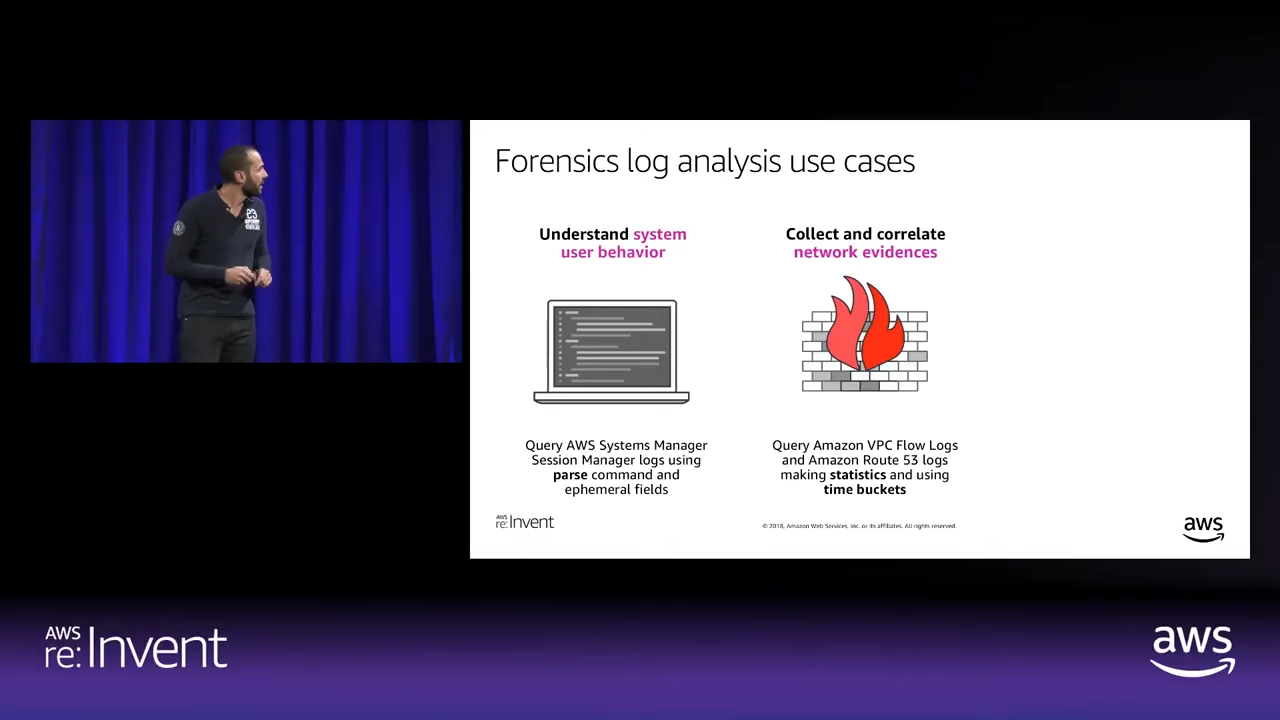 Forensics log analysis use cases
Understand system
user behavior
Query AWS Systems Manager
Session Manager logs using
parse command and
ephemeral fields
Collect and correlate
network evidences
Query Amazon VPC Flow Logs
and Amazon Route 53 logs
making statistics and using
time buckets
AWS
re:Invent
© 2018, Amazon Web Services, Inc. or its affiliates. All rights reserved.
aws
AWS
re:Invent
aws